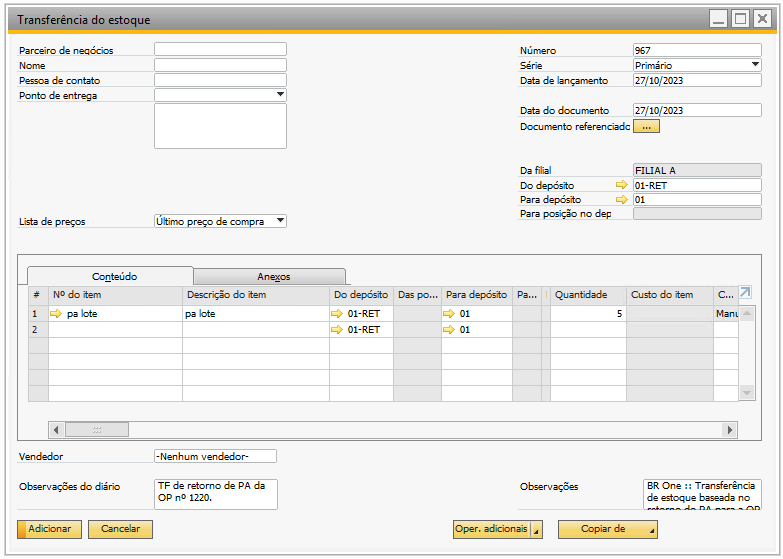 Transferência do estoque
Parceiro de negócios
Nome
Pessoa de contato
Ponto de entrega
Número 967
Série Primário
Data de lançamento 27/10/2023
Data do documento 27/10/2023
Documento referenciado ...
Da filial FILIAL A
Do depósito 01-RET
Para depósito 01
Para posição no dep
Lista de preços Último preço de compra
Conteúdo Anexos
# Nº do item Descrição do item Do depósito Das po... Para depósito Pa... Quantidade Custo do item C...
1 pa lote pa lote 01-RET 01 5 Manu
2 01-RET 01
Vendedor -Nenhum vendedor-
Observações do diário TF de retorno de PA da
OP nº 1220.
Observações BR One :: Transferência
de estoque baseada no
retorno do PA para a OP
Adicionar Cancelar Oper. adicionais Copiar de